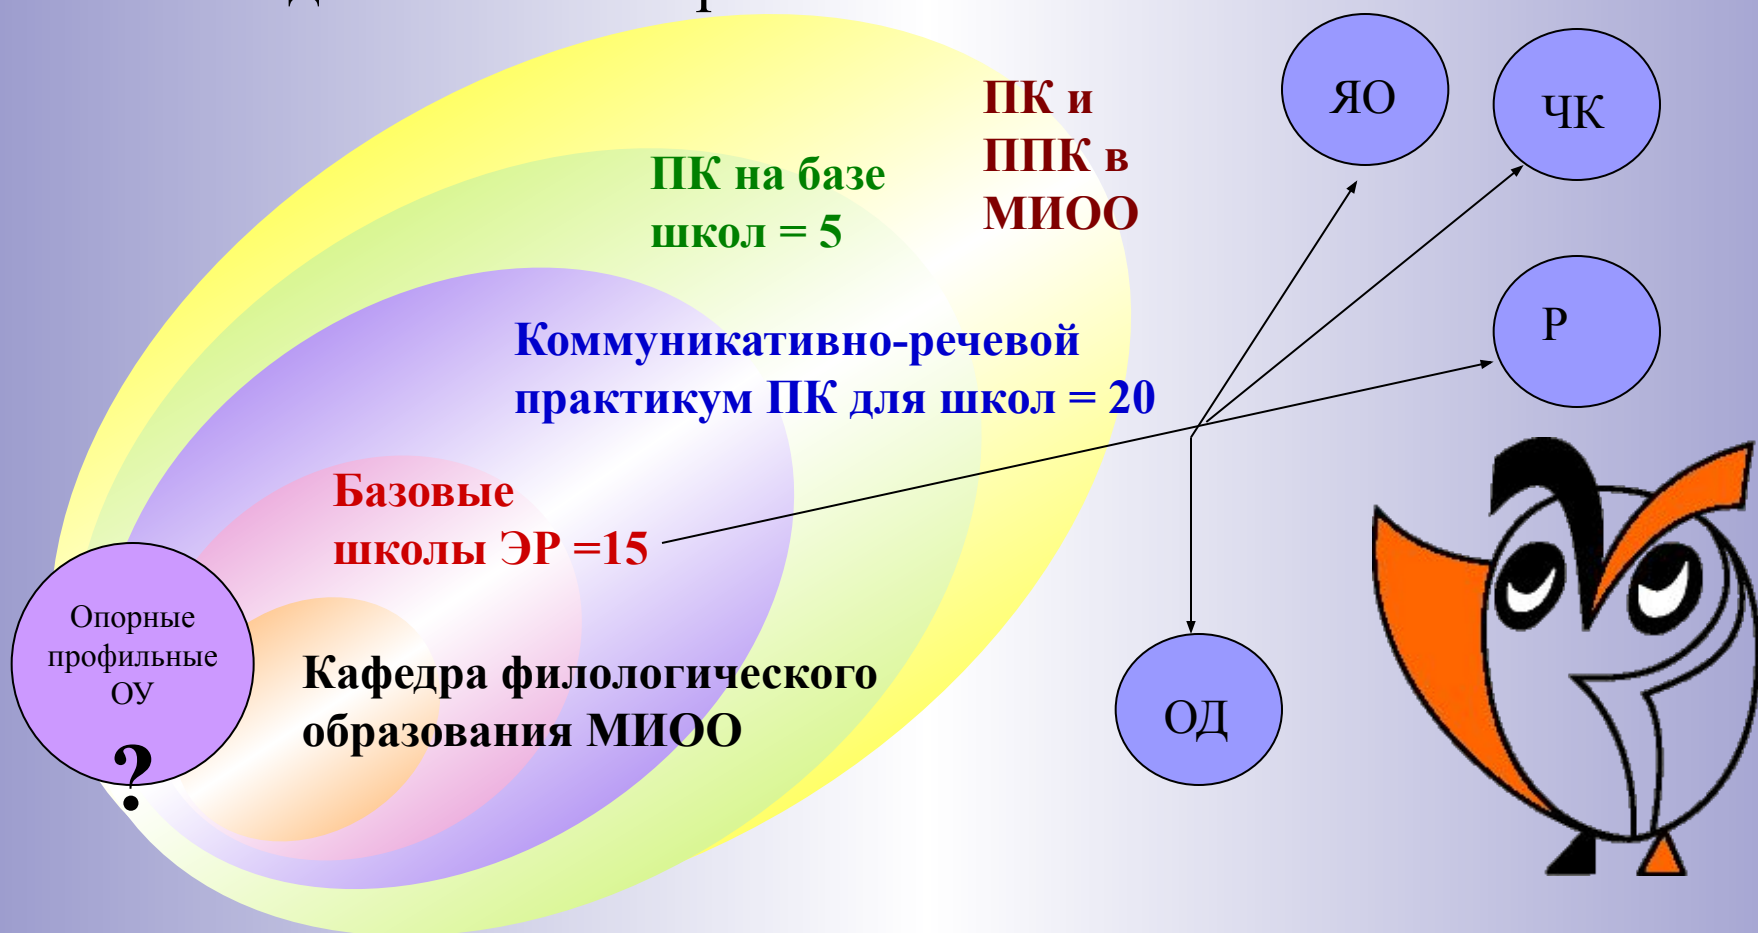 ЯО
ЧК
ПК и
ППК в
МИОО
ПК на базе
школ = 5
Р
Коммуникативно-речевой
практикум ПК для школ = 20
Базовые
школы ЭР =15
Опорные
профильные
ОУ
?
Кафедра филологического
образования МИОО
ОД